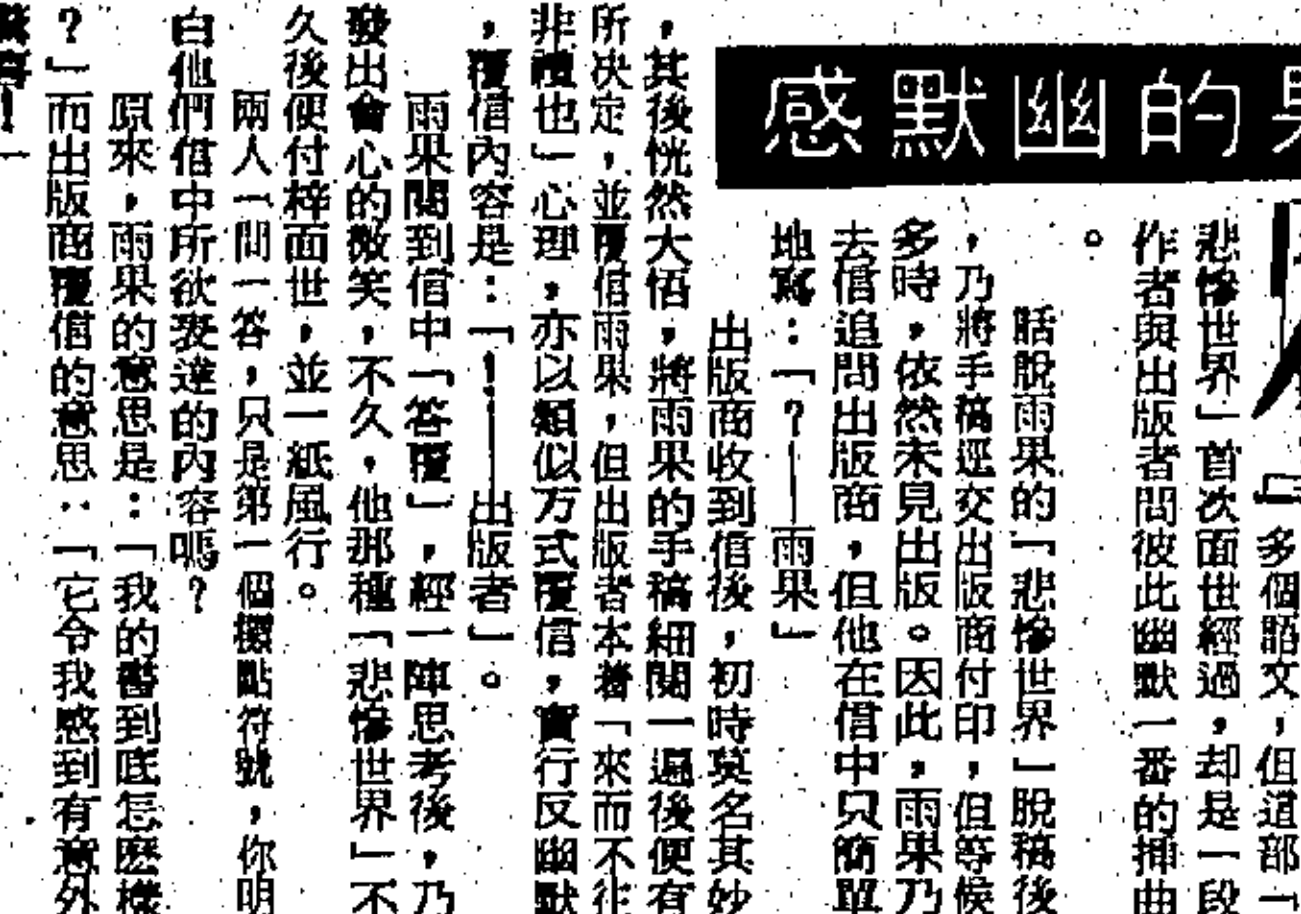 的幽默感
多個語文，但這部一
悲慘世界」首次面世經過，却是一段
作者與出版者間彼此幽默一番的揷曲
。
話說雨果的「悲慘世界」脫稿後
，乃將手稿逕交出版商付印，但等候
多時，依然未見出版。因此，雨果乃
去信追問出版商，但他在信中只簡單
地寫：「？——雨果」
出版商收到信後，初時莫名其妙
，其後恍然大悟，將雨果的手稿細閱一遍後便有
所決定，並覆信雨果，但出版者本着「來而不往
非禮也」心理，亦以類似方式覆信，實行反幽默
，覆信內容是：「！——出版者」。
雨果閱到信中「答覆」，經一陣思考後，乃
發出會心的微笑，不久，他那種「悲慘世界」不
久後便付梓面世，並一紙風行。
兩人一問一答，只是第一個標點符號，你明
白他們信中所欲表達的內容嗎？
原來，雨果的意思是：「我的書到底怎麼樣
？」而出版商覆信的意思：「它令我感到有意外